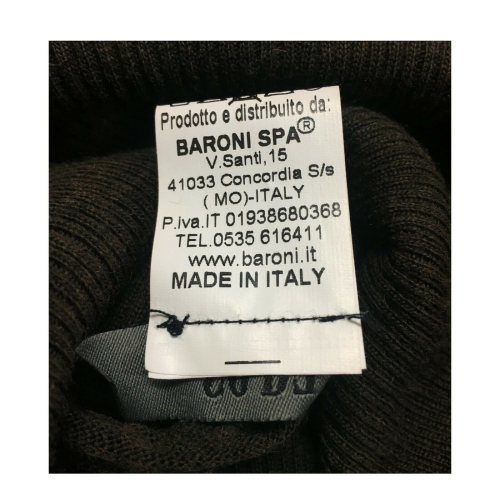 Prodotto e distribuito da:
BARONI SPA®
V.Santi,15
41033 Concordia S/s
( MO)-ITALY
P.iva.IT 01938680368
TEL.0535 616411
www.baroni.it
MADE IN ITALY